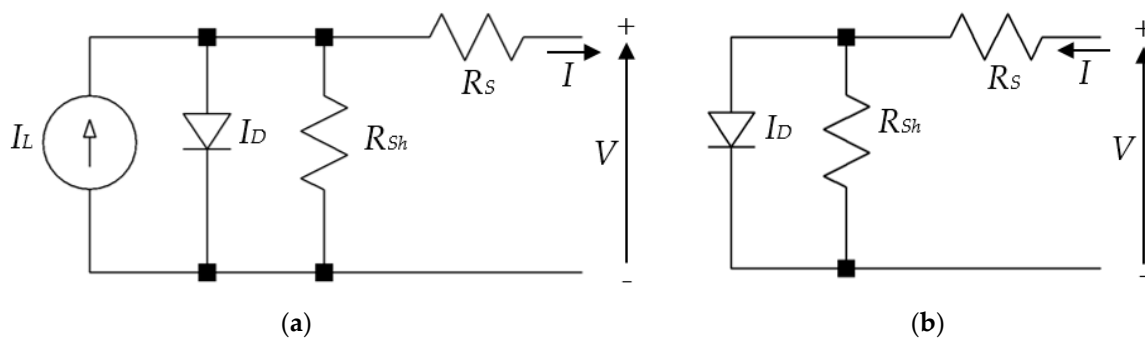 + +
R_S I R_S I
I_L I_D R_Sh V I_D R_Sh V
- -
(a) (b)